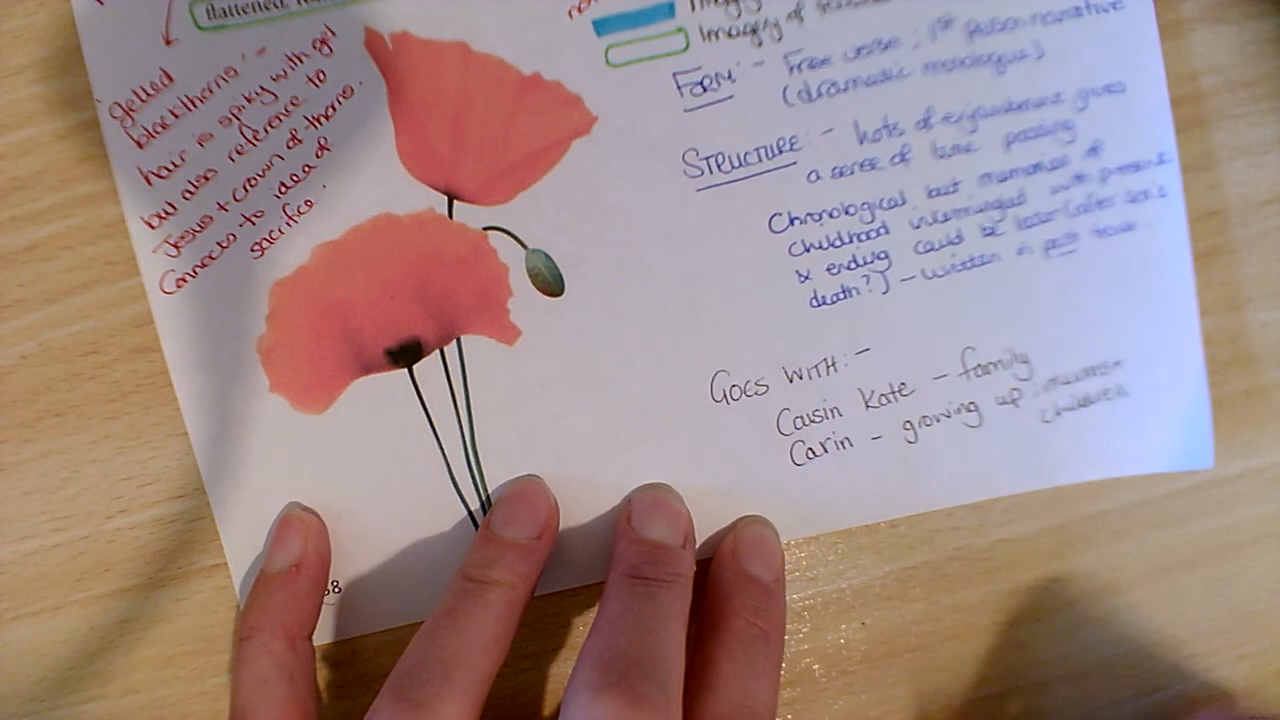 flattened,
gelled
blackthorns :-
hair is spiky with gel
but also reference to
Jesus + crown of thorns.
Connects to idea of
sacrifice.
Imagery of
FORM :- Free verse ; 1st person narrative
(dramatic monologue)
STRUCTURE :- Lots of enjambment gives
a sense of time passing
Chronological but memories of
childhood intermingled with present
& ending could be later (after son's
death?) - written in past tense.
GOES WITH :-
Cousin Kate - family
Carin - growing up
children